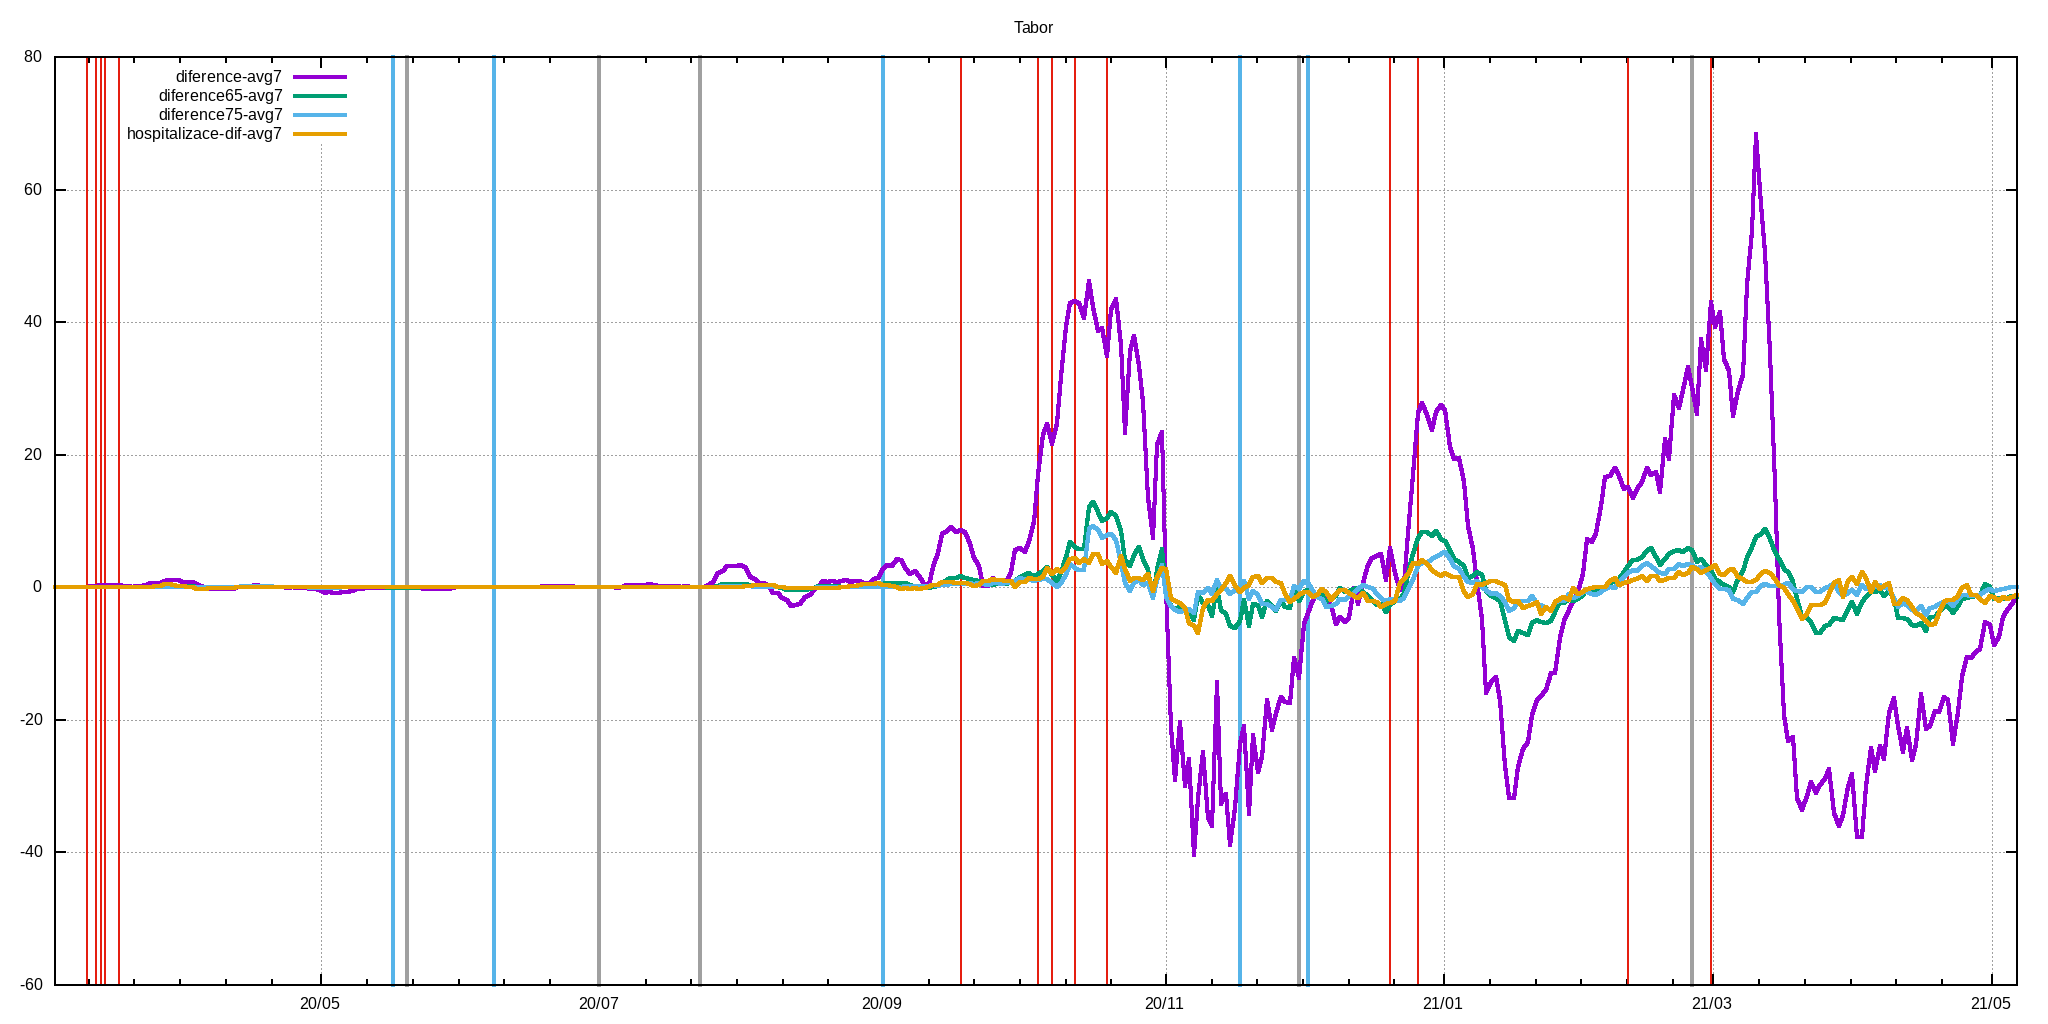 Tabor
diference-avg7
diference65-avg7
diference75-avg7
hospitalizace-dif-avg7
80
60
40
20
0
-20
-40
-60
20/05 20/07 20/09 20/11 21/01 21/03 21/05